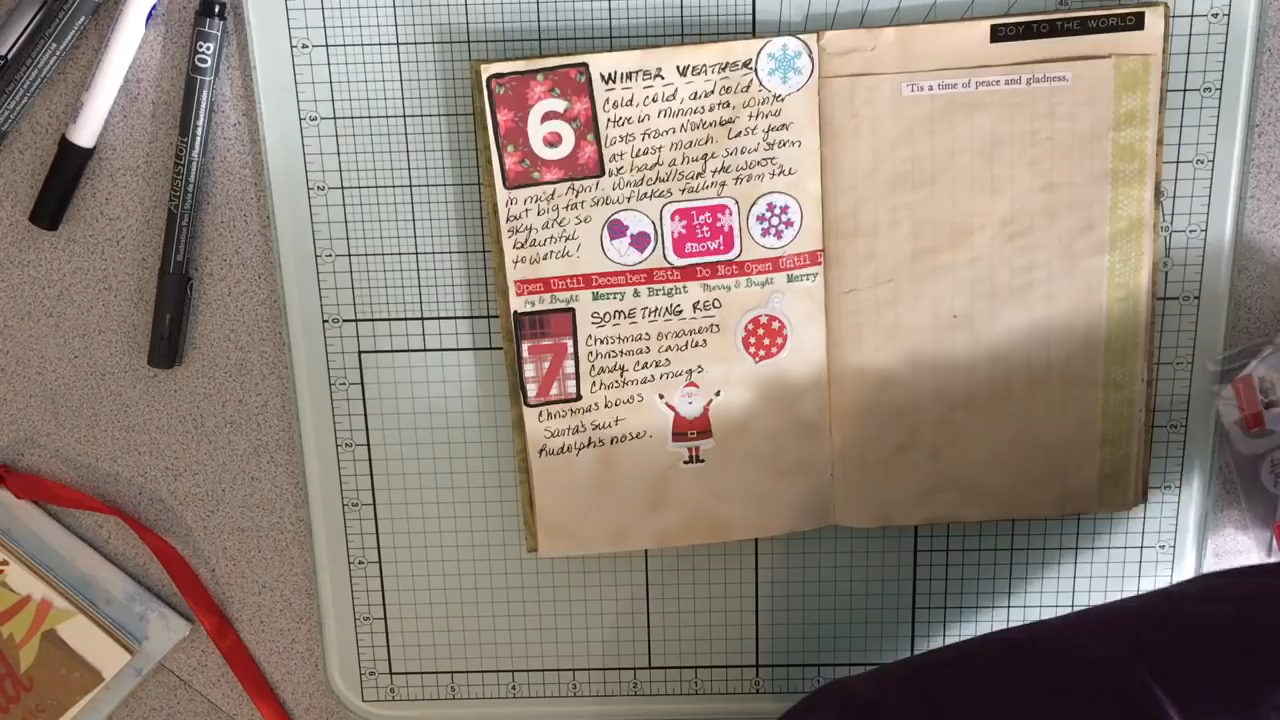 08
ARTIST'S LOFT
6
WINTER WEATHER
Cold, cold, and cold!
Here in Minnesota, winter
lasts from November thru
at least march. Last year
we had a huge snow storm
in mid-April. Windchills are the worst
but big fat snowflakes falling from the
sky are so
beautiful
to watch!
let
it
snow!
Open Until December 25th Do Not Open Until
y & Bright Merry & Bright Merry & Bright Merry
7
SOMETHING RED
Christmas ornaments
Christmas candles
Candy canes
Christmas mugs
Christmas bows
Santa's suit
Rudolph's nose.
JOY TO THE WORLD
'Tis a time of peace and gladness,